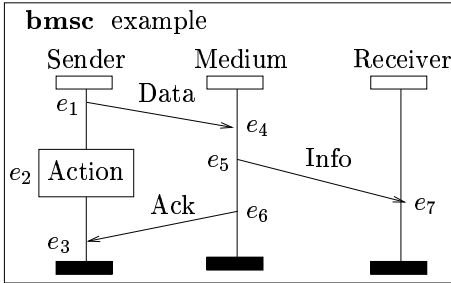 bmsc example
Sender Medium Receiver
e1 Data e4
e5 Info
e2 Action
Ack e6 e7
e3